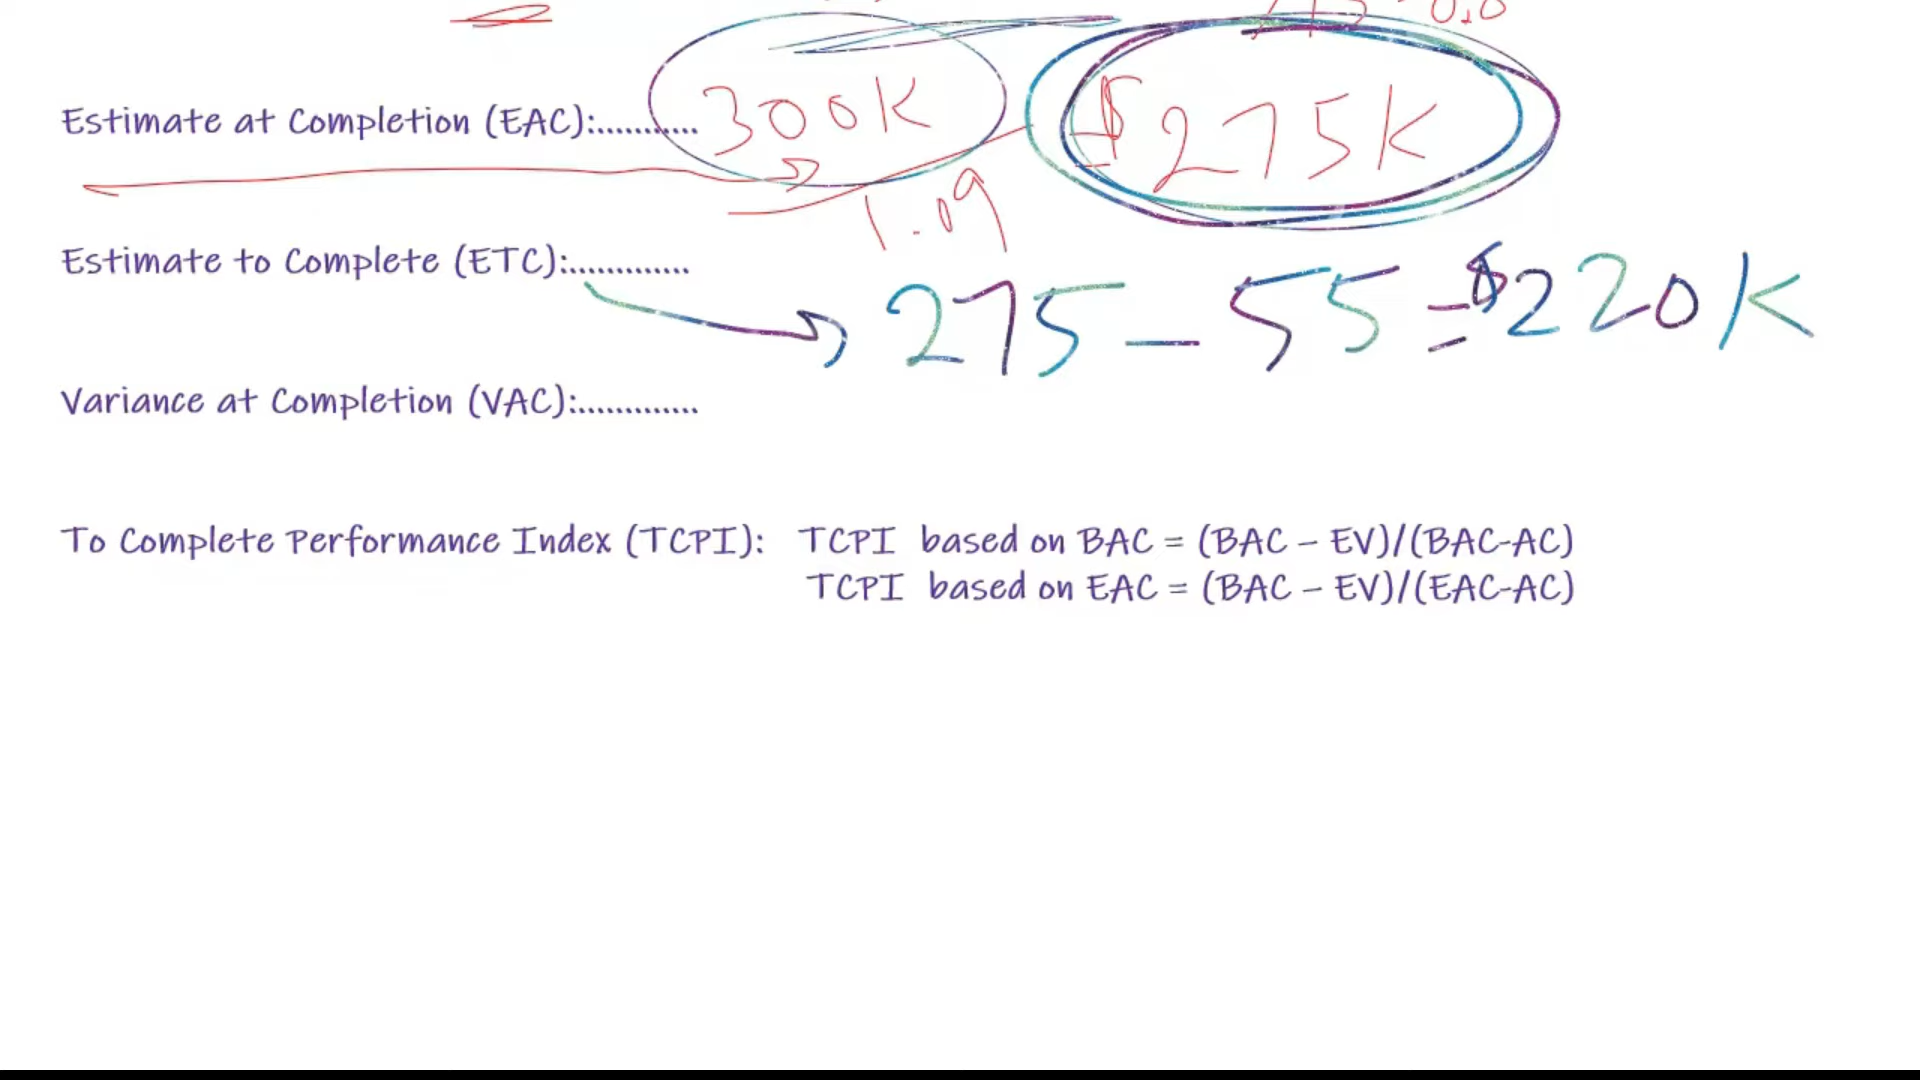 Estimate at Completion (EAC):........... 300K $275K
1.09
Estimate to Complete (ETC):.............
275 - 55 = $220K
Variance at Completion (VAC):.............
To Complete Performance Index (TCPI): TCPI based on BAC = (BAC – EV)/(BAC-AC)
TCPI based on EAC = (BAC – EV)/(EAC-AC)